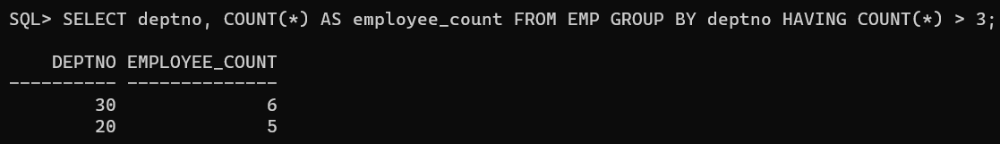 SQL> SELECT deptno, COUNT(*) AS employee_count FROM EMP GROUP BY deptno HAVING COUNT(*) > 3;
    DEPTNO EMPLOYEE_COUNT
---------- --------------
        30              6
        20              5